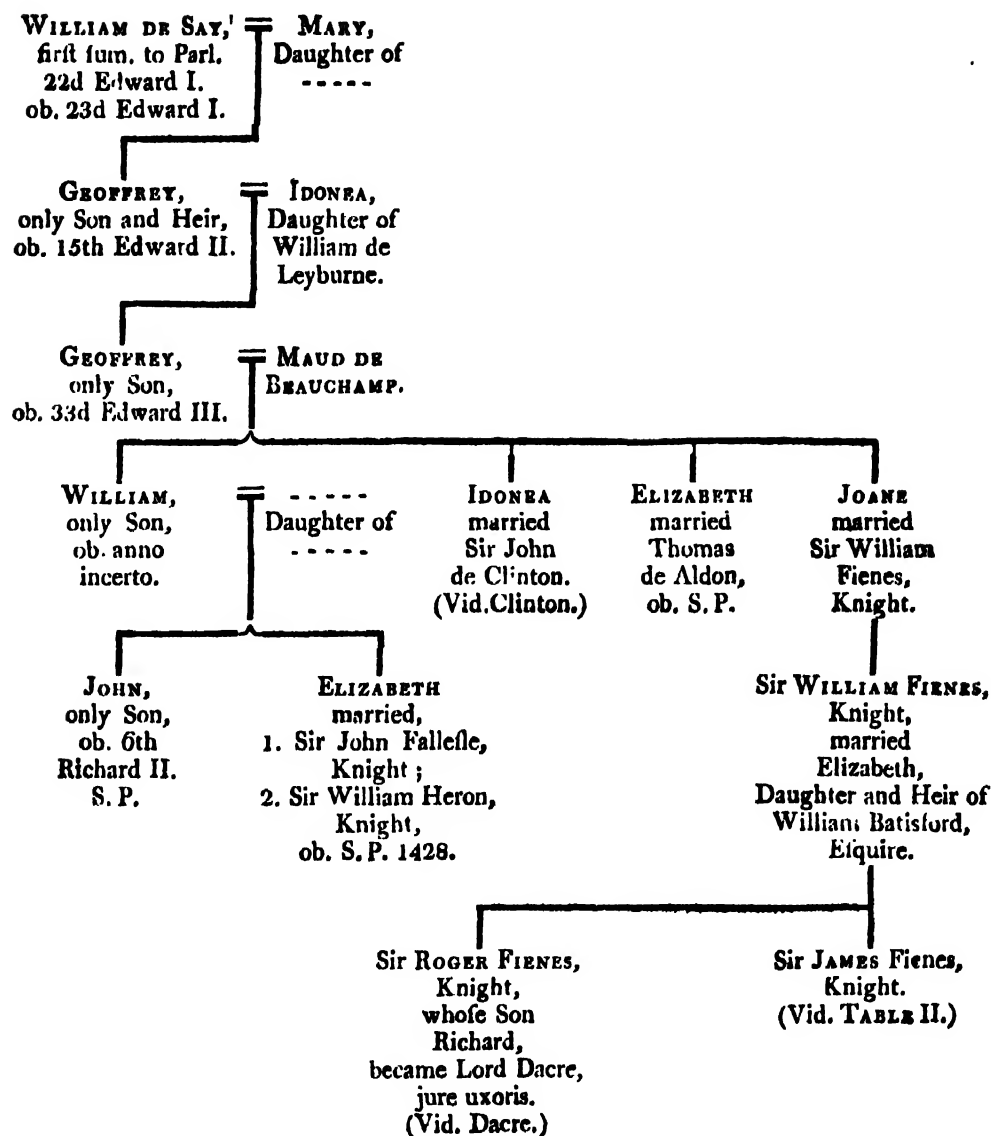 WILLIAM DE SAY,¹
firſt ſum. to Parl.
22d Edward I.
ob. 23d Edward I.
MARY,
Daughter of
- - - - -
GEOFFREY,
only Son and Heir,
ob. 15th Edward II.
IDONEA,
Daughter of
William de
Leyburne.
GEOFFREY,
only Son,
ob. 33d Edward III.
MAUD DE
BEAUCHAMP.
WILLIAM,
only Son,
ob. anno
incerto.
- - - - -
Daughter of
- - - - -
IDONEA
married
Sir John
de Clinton.
(Vid.Clinton.)
ELIZABETH
married
Thomas
de Aldon,
ob. S. P.
JOANE
married
Sir William
Fienes,
Knight.
JOHN,
only Son,
ob. 6th
Richard II.
S. P.
ELIZABETH
married,
1. Sir John Falleſle,
Knight ;
2. Sir William Heron,
Knight,
ob. S. P. 1428.
Sir WILLIAM FIENES,
Knight,
married
Elizabeth,
Daughter and Heir of
William Batisford,
Eſquire.
Sir ROGER FIENES,
Knight,
whoſe Son
Richard,
became Lord Dacre,
jure uxoris.
(Vid. Dacre.)
Sir JAMES Fienes,
Knight.
(Vid. TABLE II.)